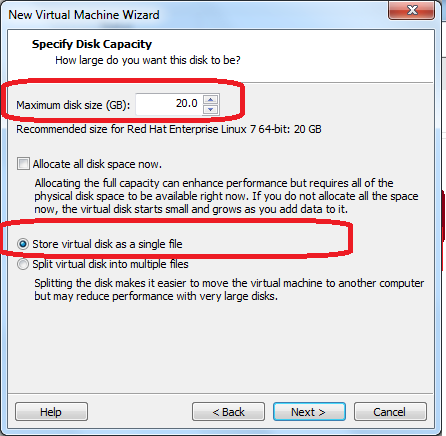 New Virtual Machine Wizard
Specify Disk Capacity
How large do you want this disk to be?
Maximum disk size (GB): 20.0
Recommended size for Red Hat Enterprise Linux 7 64-bit: 20 GB
Allocate all disk space now.
Allocating the full capacity can enhance performance but requires all of the
physical disk space to be available right now. If you do not allocate all the space
now, the virtual disk starts small and grows as you add data to it.
Store virtual disk as a single file
Split virtual disk into multiple files
Splitting the disk makes it easier to move the virtual machine to another computer
but may reduce performance with very large disks.
Help < Back Next > Cancel